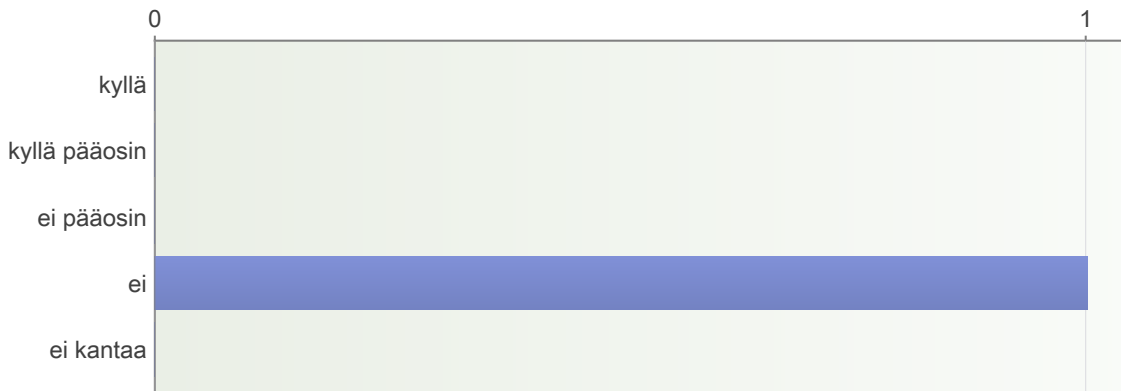 0 1
kyllä
kyllä pääosin
ei pääosin
ei
ei kantaa